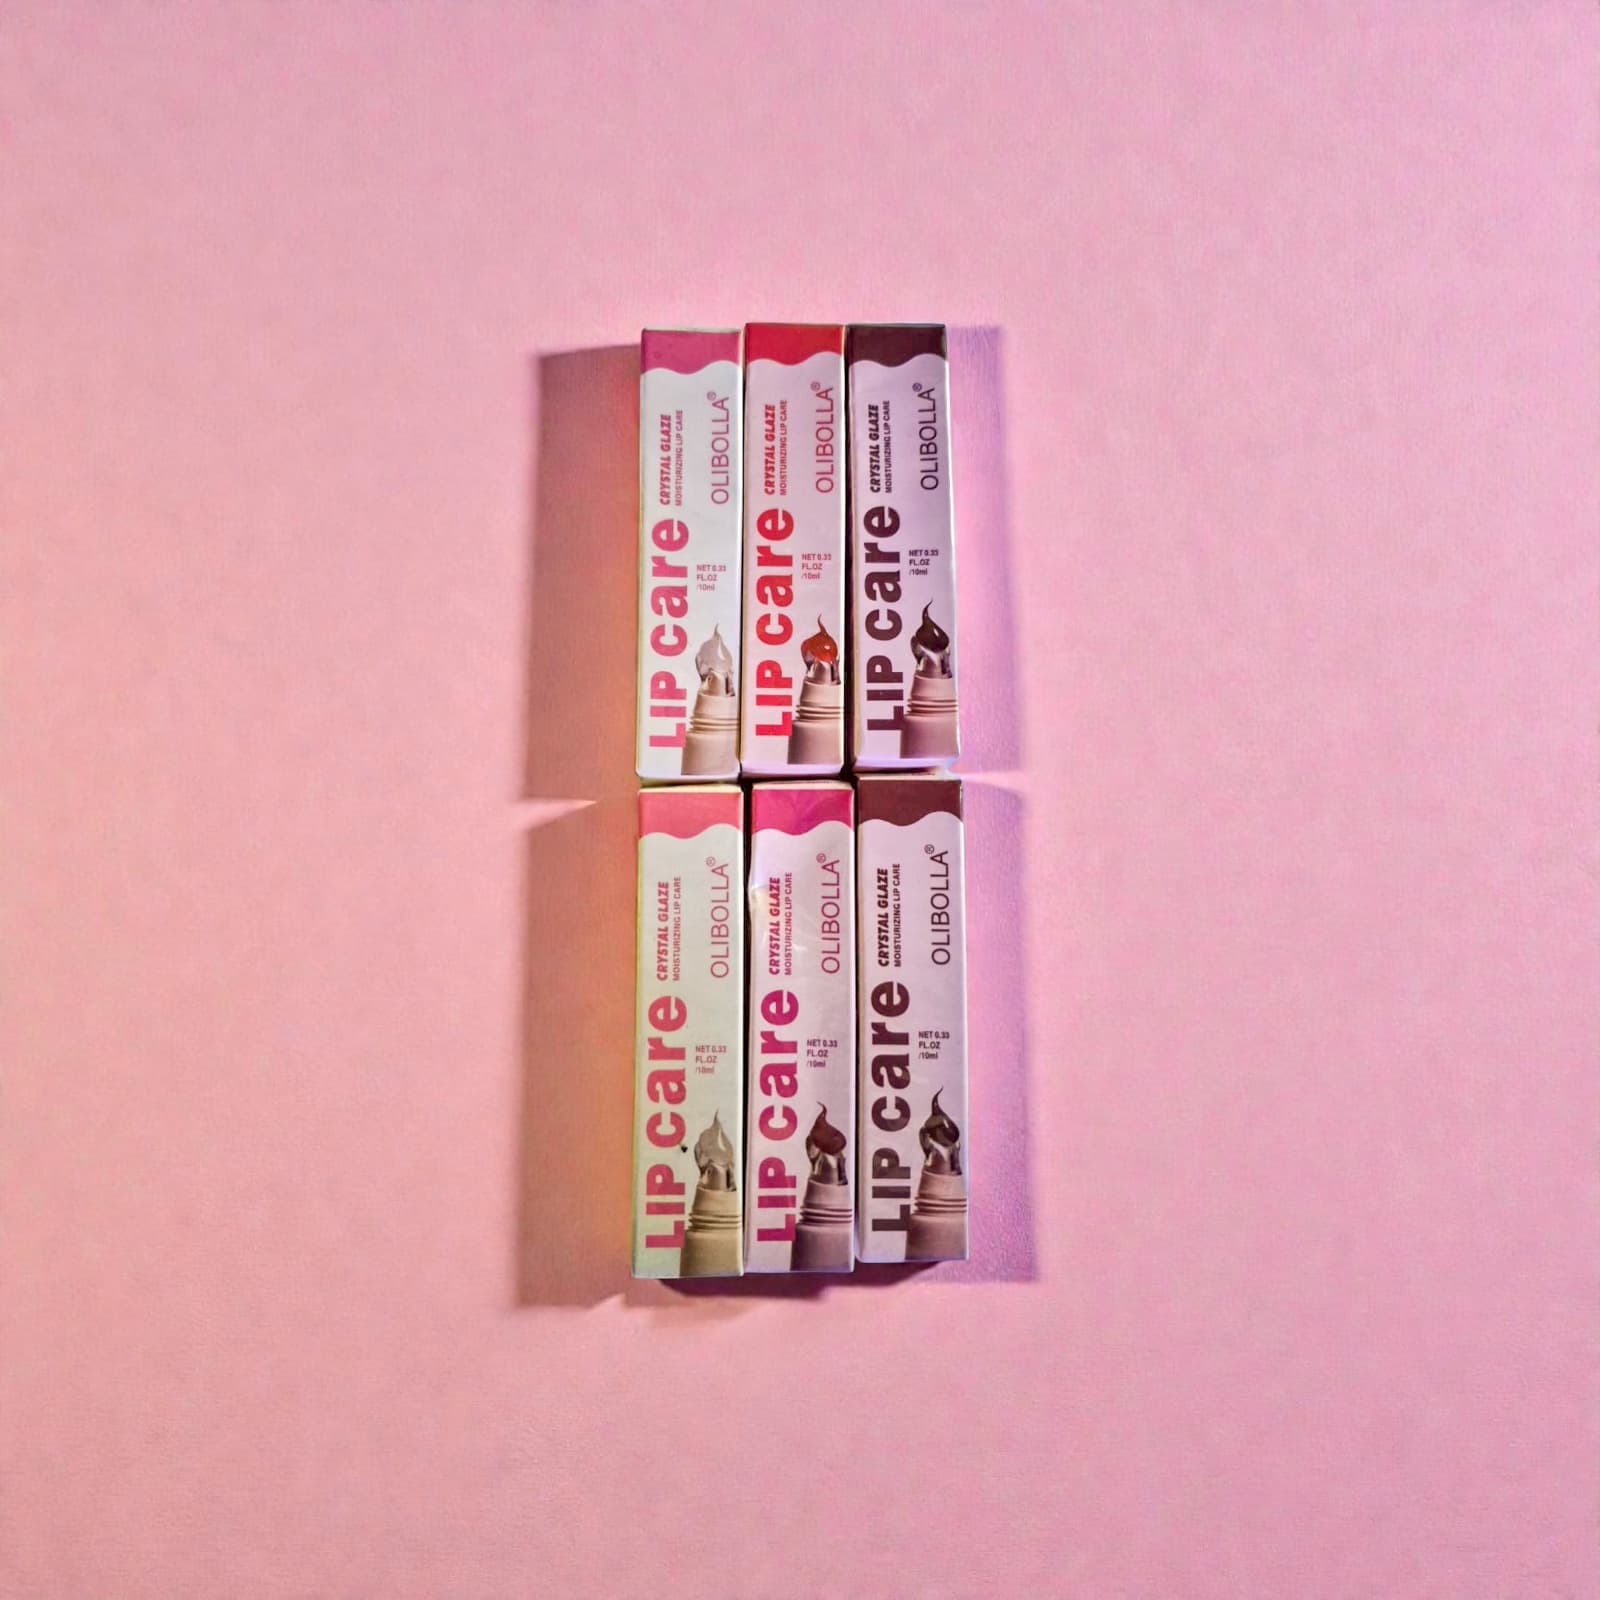 LIP care
CRYSTAL GLAZE
MOISTURIZING LIP CARE
OLIBOLLA®
NET 0.33
FL.OZ
/10ml
LIP care
CRYSTAL GLAZE
MOISTURIZING LIP CARE
OLIBOLLA®
NET 0.33
FL.OZ
/10ml
LIP care
CRYSTAL GLAZE
MOISTURIZING LIP CARE
OLIBOLLA®
NET 0.33
FL.OZ
/10ml
LIP care
CRYSTAL GLAZE
MOISTURIZING LIP CARE
OLIBOLLA®
NET 0.33
FL.OZ
/10ml
LIP care
CRYSTAL GLAZE
MOISTURIZING LIP CARE
OLIBOLLA®
NET 0.33
FL.OZ
/10ml
LIP care
CRYSTAL GLAZE
MOISTURIZING LIP CARE
OLIBOLLA®
NET 0.33
FL.OZ
/10ml